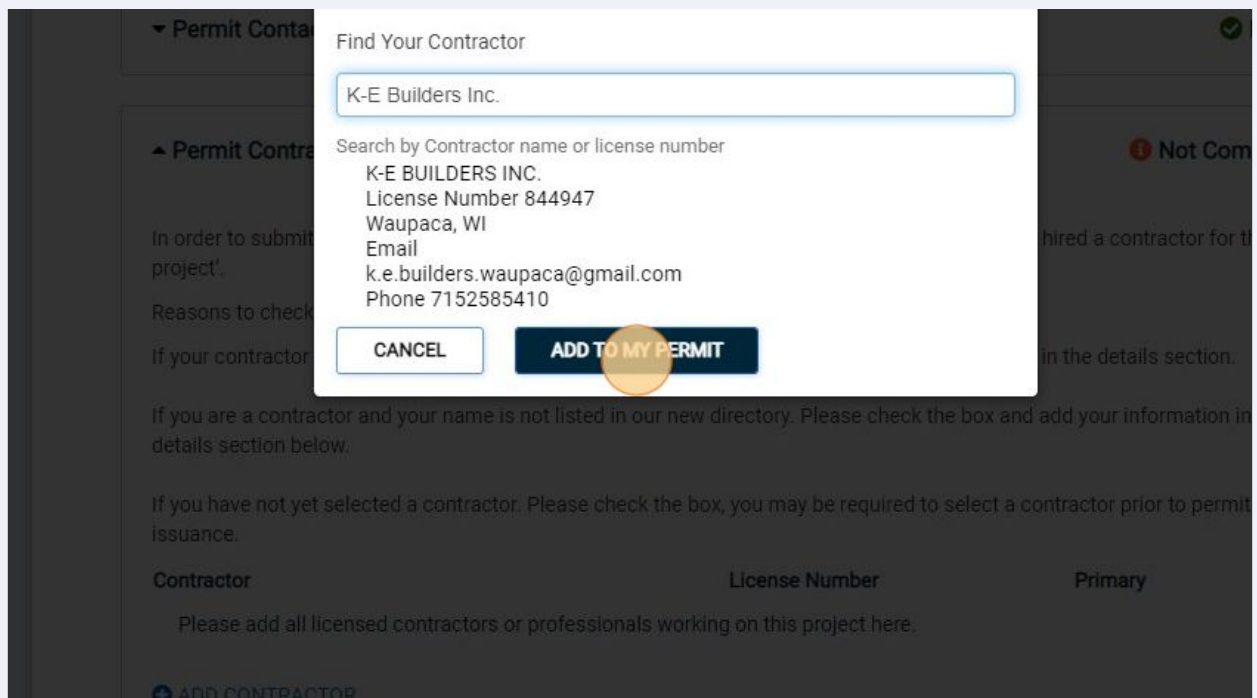 Permit Conta
Find Your Contractor
K-E Builders Inc.
Search by Contractor name or license number
K-E BUILDERS INC.
License Number 844947
Waupaca, WI
Email
k.e.builders.waupaca@gmail.com
Phone 7152585410
CANCEL ADD TO MY PERMIT
Permit Contra Not Com
In order to submit hired a contractor for th
project'.
Reasons to check
If your contractor in the details section.
If you are a contractor and your name is not listed in our new directory. Please check the box and add your information in
details section below.
If you have not yet selected a contractor. Please check the box, you may be required to select a contractor prior to permit
issuance.
Contractor License Number Primary
Please add all licensed contractors or professionals working on this project here.
ADD CONTRACTOR